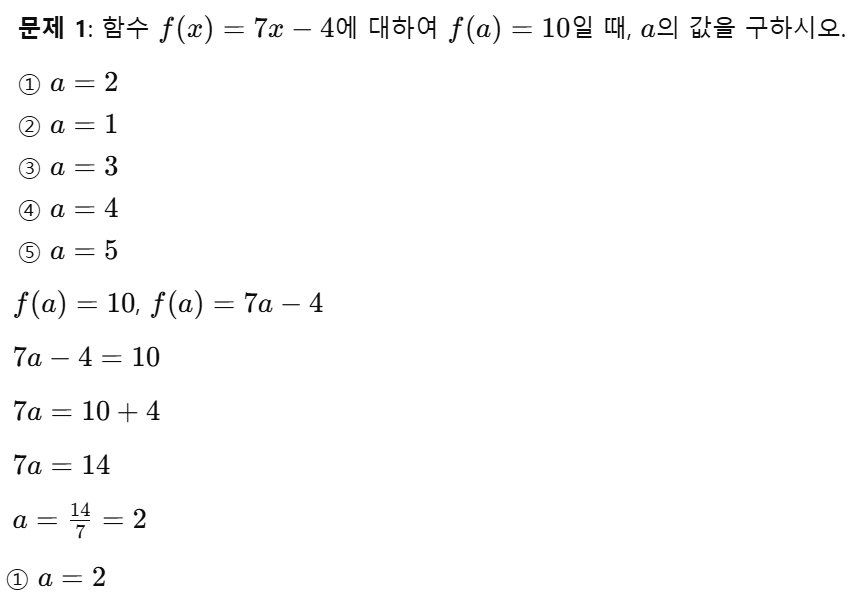 문제 1: 함수 f(x) = 7x − 4에 대하여 f(a) = 10일 때, a의 값을 구하시오.
① a = 2
② a = 1
③ a = 3
④ a = 4
⑤ a = 5
f(a) = 10, f(a) = 7a − 4
7a − 4 = 10
7a = 10 + 4
7a = 14
a = 14/7 = 2
① a = 2